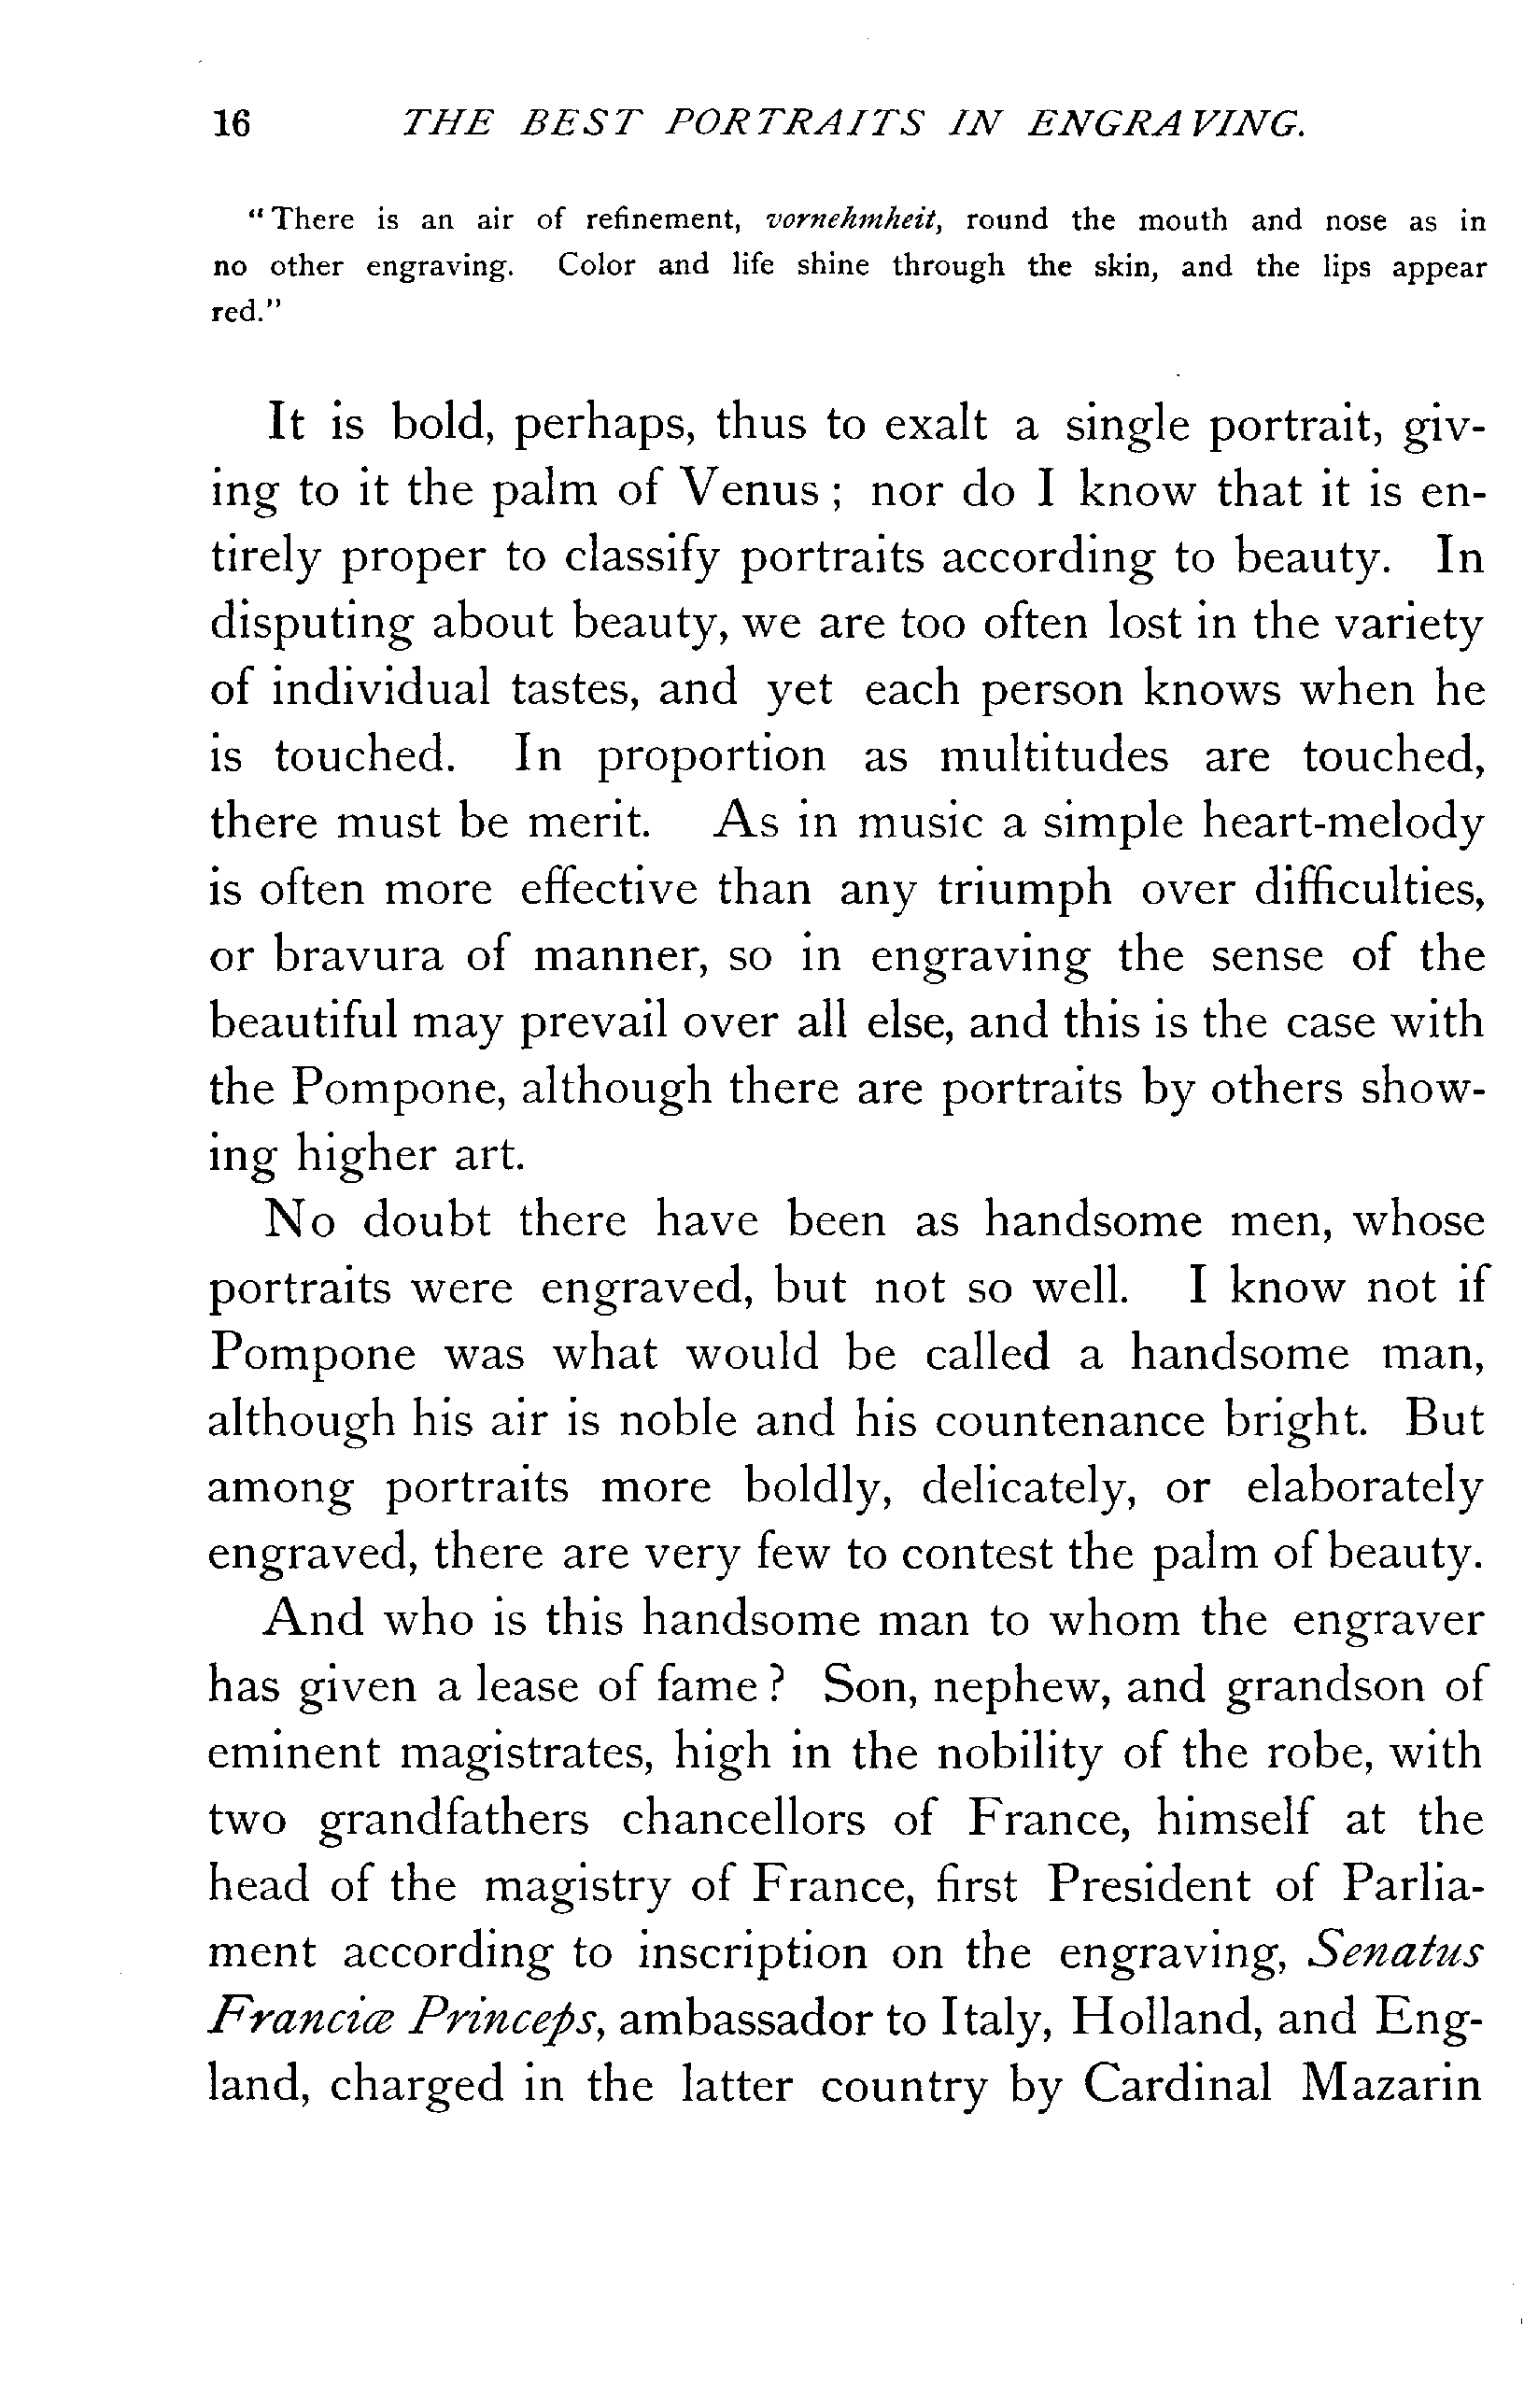 16 THE BEST PORTRAITS IN ENGRAVING.
"There is an air of refinement, vornehmheit, round the mouth and nose as in
no other engraving. Color and life shine through the skin, and the lips appear
red."
It is bold, perhaps, thus to exalt a single portrait, giv-
ing to it the palm of Venus; nor do I know that it is en-
tirely proper to classify portraits according to beauty. In
disputing about beauty, we are too often lost in the variety
of individual tastes, and yet each person knows when he
is touched. In proportion as multitudes are touched,
there must be merit. As in music a simple heart-melody
is often more effective than any triumph over difficulties,
or bravura of manner, so in engraving the sense of the
beautiful may prevail over all else, and this is the case with
the Pompone, although there are portraits by others show-
ing higher art.
No doubt there have been as handsome men, whose
portraits were engraved, but not so well. I know not if
Pompone was what would be called a handsome man,
although his air is noble and his countenance bright. But
among portraits more boldly, delicately, or elaborately
engraved, there are very few to contest the palm of beauty.
And who is this handsome man to whom the engraver
has given a lease of fame? Son, nephew, and grandson of
eminent magistrates, high in the nobility of the robe, with
two grandfathers chancellors of France, himself at the
head of the magistry of France, first President of Parlia-
ment according to inscription on the engraving, Senatus
Franciæ Princeps, ambassador to Italy, Holland, and Eng-
land, charged in the latter country by Cardinal Mazarin